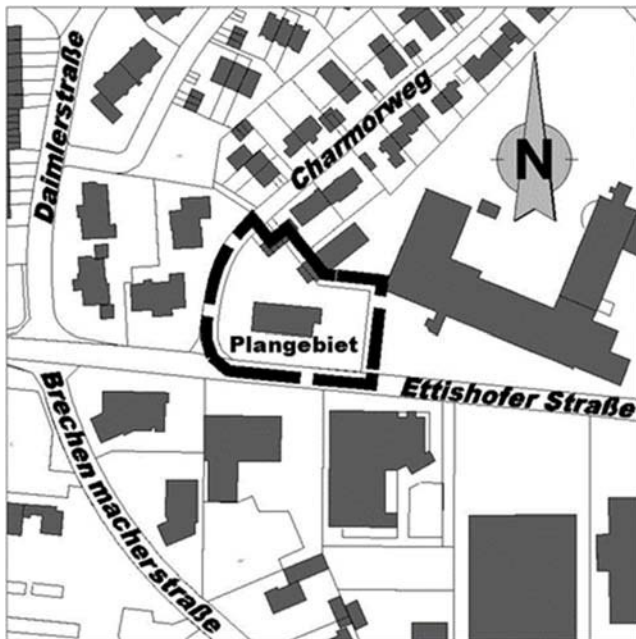 Daimlerstraße
Charmorweg
N
Plangebiet
Ettishofer Straße
Brechenmacherstraße